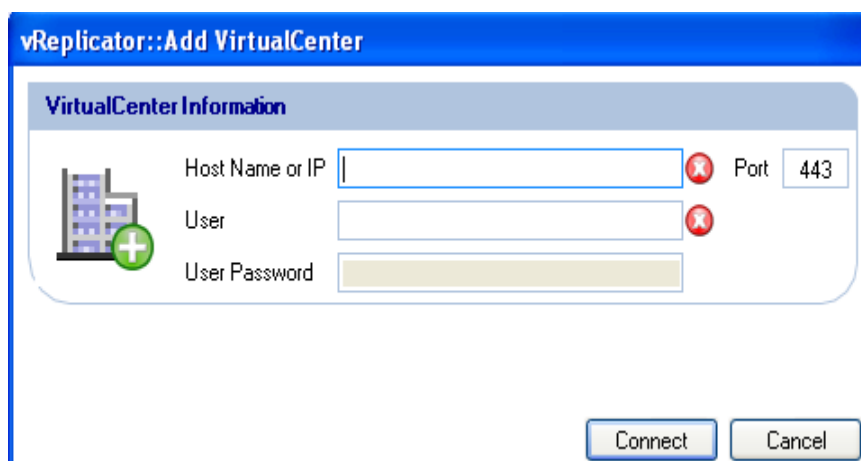 vReplicator::Add VirtualCenter
VirtualCenter Information
Host Name or IP Port 443
User
User Password
Connect Cancel